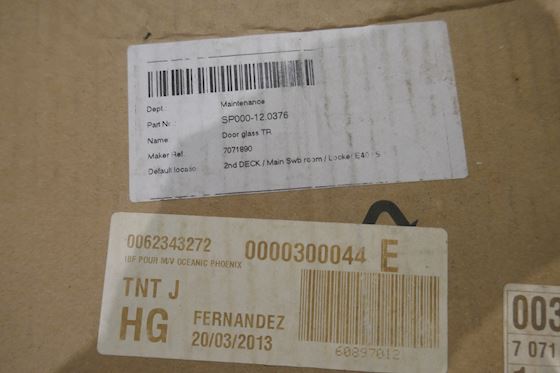 Dept.: Maintenance
Part Nr.: SP000-12.0376
Name: Door glass TR
Maker Ref. 7071890
Default locatio 2nd DECK / Main Swb room / Locker
0062343272 0000300044 E
IBF POUR M/V OCEANIC PHOENIX
TNT J
HG FERNANDEZ
20/03/2013
60897012
003
7 071